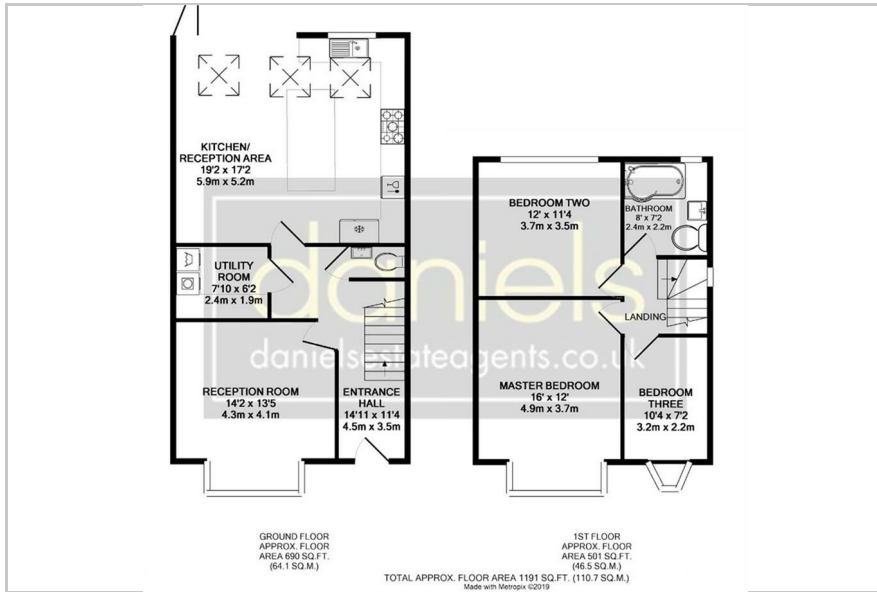 KITCHEN/
RECEPTION AREA
19'2 x 17'2
5.9m x 5.2m
UTILITY
ROOM
7'10 x 6'2
2.4m x 1.9m
RECEPTION ROOM
14'2 x 13'5
4.3m x 4.1m
ENTRANCE
HALL
14'11 x 11'4
4.5m x 3.5m
BEDROOM TWO
12' x 11'4
3.7m x 3.5m
BATHROOM
8' x 7'2
2.4m x 2.2m
LANDING
MASTER BEDROOM
16' x 12'
4.9m x 3.7m
BEDROOM
THREE
10'4 x 7'2
3.2m x 2.2m
daniels
danielsestateagents.co.uk
GROUND FLOOR
APPROX. FLOOR
AREA 690 SQ.FT.
(64.1 SQ.M.)
1ST FLOOR
APPROX. FLOOR
AREA 501 SQ.FT.
(46.5 SQ.M.)
TOTAL APPROX. FLOOR AREA 1191 SQ.FT. (110.7 SQ.M.)
Made with Metropix ©2019